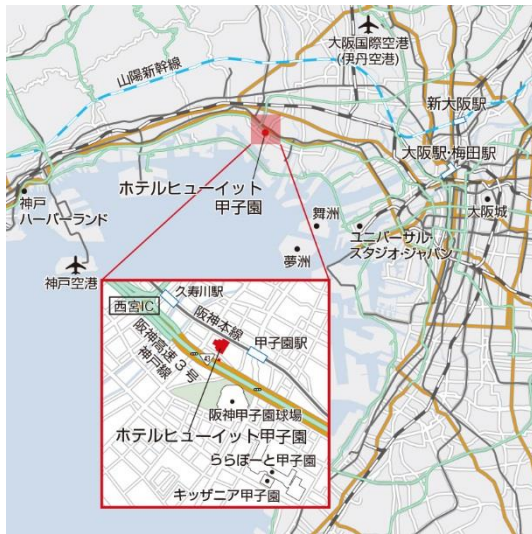 大阪国際空港
(伊丹空港)
山陽新幹線
新大阪駅
大阪駅・梅田駅
ホテルヒューイット
甲子園
大阪城
神戸
ハーバーランド
舞洲
ユニバーサル・
スタジオ・ジャパン
夢洲
神戸空港
久寿川駅
西宮IC
阪神本線
甲子園駅
阪神高速3号
神戸線
阪神甲子園球場
ホテルヒューイット甲子園
ららぽーと甲子園
キッザニア甲子園